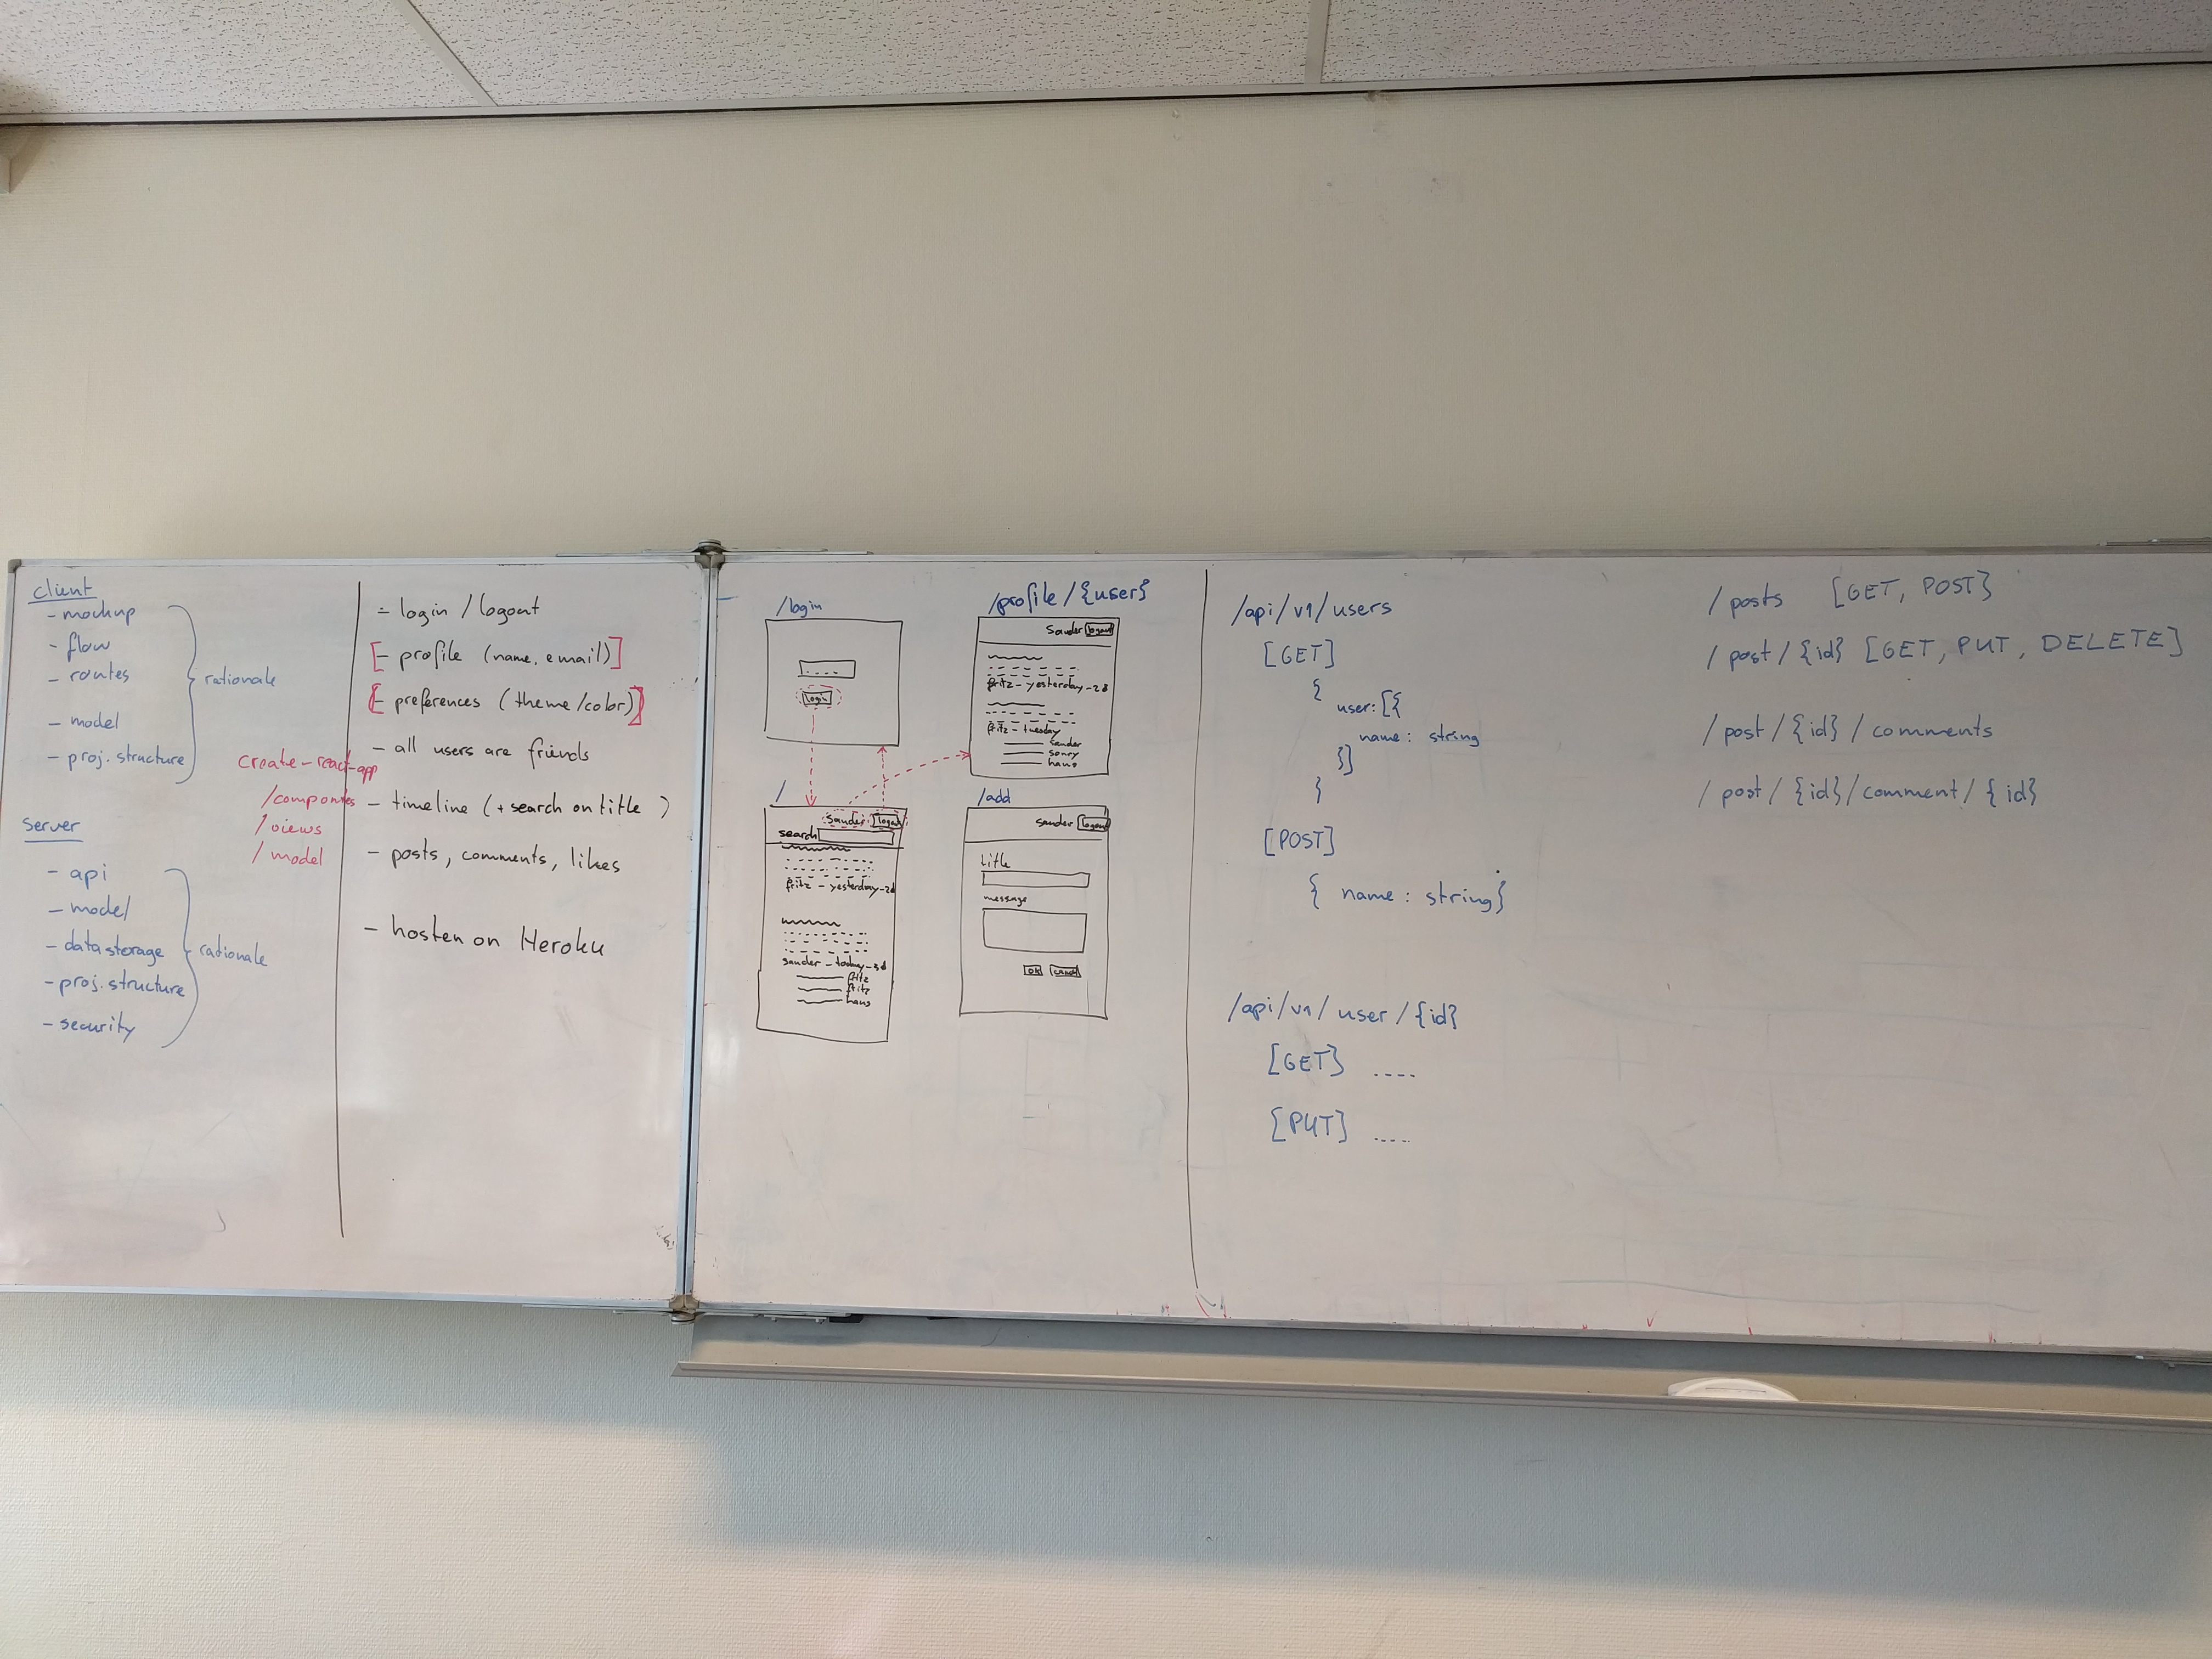 client
- mockup
- flow
- routes
- model
- proj. structure
rationale
create-react-app
/componntes
/views
/model
server
- api
- model
- data storage
- proj. structure
- security
rationale
- login / logout
[- profile (name, email)]
[- preferences (theme/color)]
- all users are friends
- timeline (+ search on title )
- posts, comments, likes
- hosten on Heroku
/login
login
/profile/{user}
Sander logout
fritz - yesterday - 2d
fritz - tuesday
sander
hans
/
Sander logout
search
fritz - yesterday - 2d
sander - today - 3d
fritz
fritz
hans
/add
sander logout
title
message
ok cancel
/api/v1/users
[GET]
{
user: [{
name : string
}]
}
[POST]
{ name : string}
/api/v1/user/{id}
[GET] ....
[PUT] ....
/posts [GET, POST]
/post/{id} [GET, PUT, DELETE]
/post/{id}/comments
/post/{id}/comment/{id}